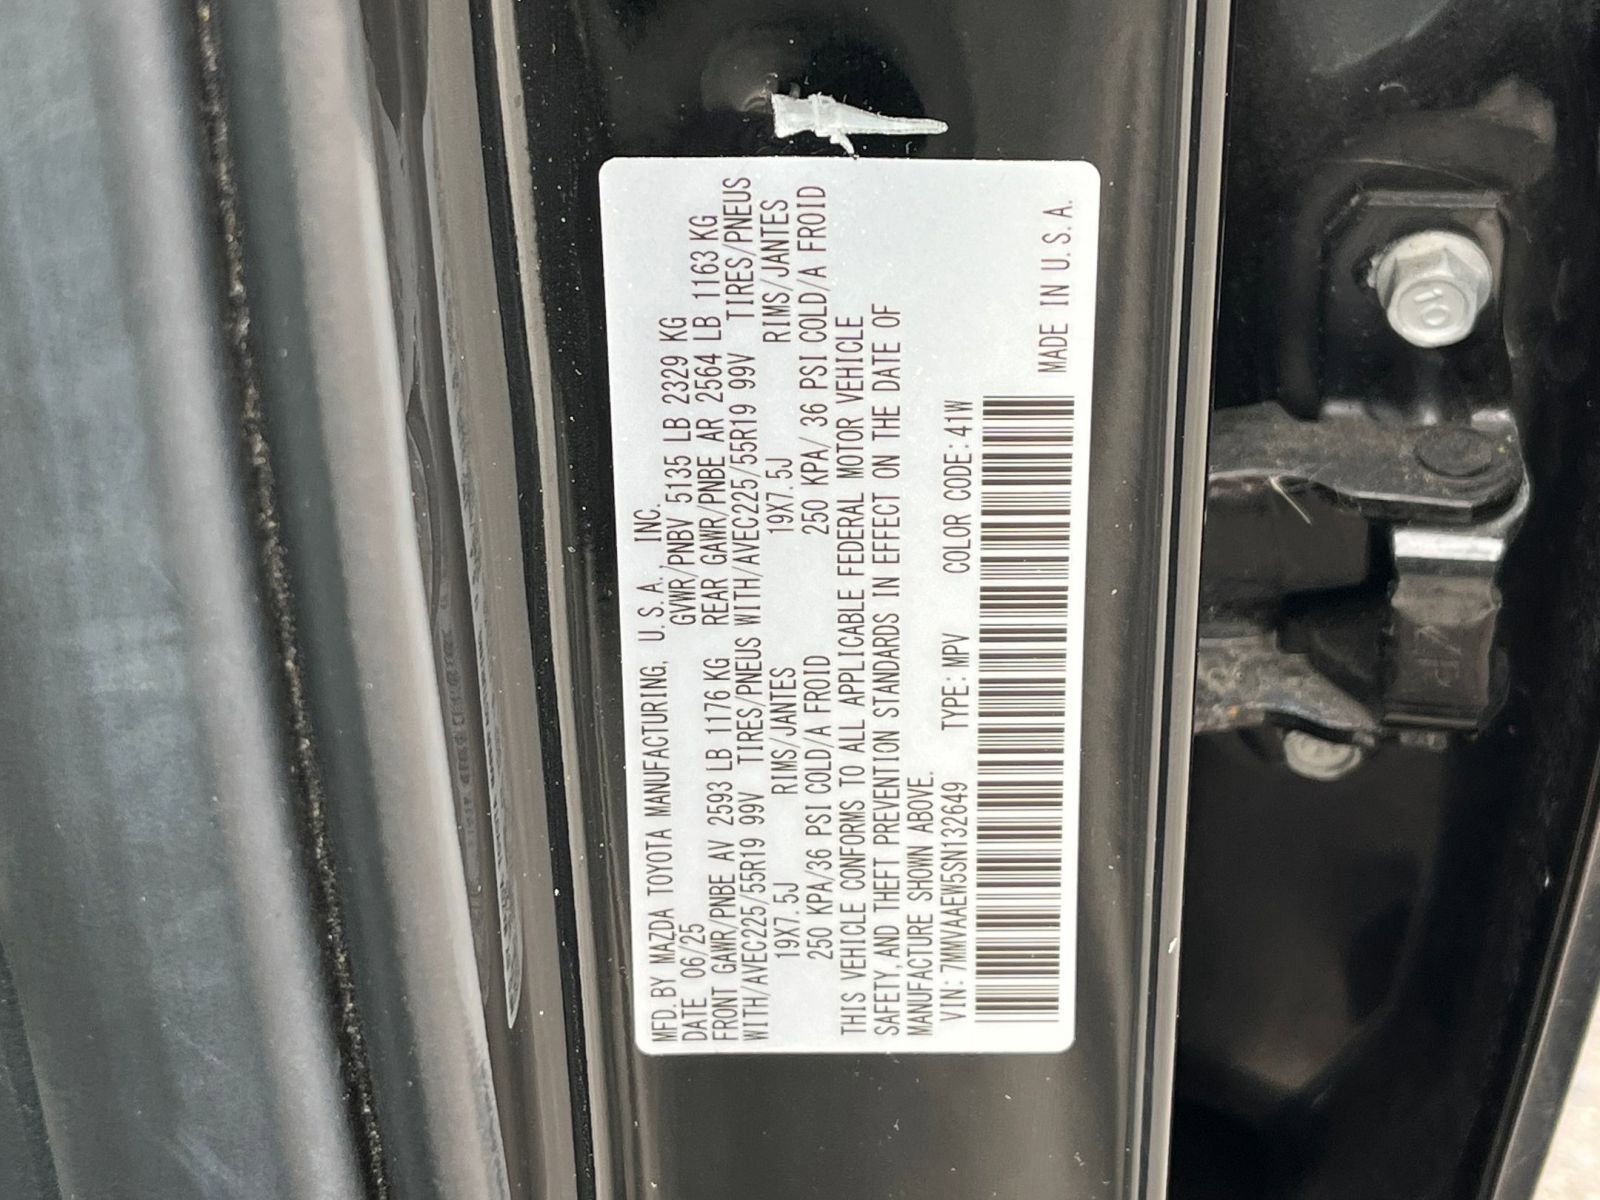 MFD. BY MAZDA TOYOTA MANUFACTURING, U.S.A., INC.
DATE 06/25 GVWR/PNBV 5135 LB 2329 KG
FRONT GAWR/PNBE AV 2593 LB 1176 KG REAR GAWR/PNBE AR 2564 LB 1163 KG
WITH/AVEC225/55R19 99V TIRES/PNEUS WITH/AVEC225/55R19 99V TIRES/PNEUS
19X7.5J RIMS/JANTES 19X7.5J RIMS/JANTES
250 KPA/36 PSI COLD/A FROID 250 KPA/ 36 PSI COLD/A FROID
THIS VEHICLE CONFORMS TO ALL APPLICABLE FEDERAL MOTOR VEHICLE
SAFETY, AND THEFT PREVENTION STANDARDS IN EFFECT ON THE DATE OF
MANUFACTURE SHOWN ABOVE.
VIN: 7MMVAAEW5SN132649 TYPE: MPV COLOR CODE: 41W
MADE IN U.S.A.